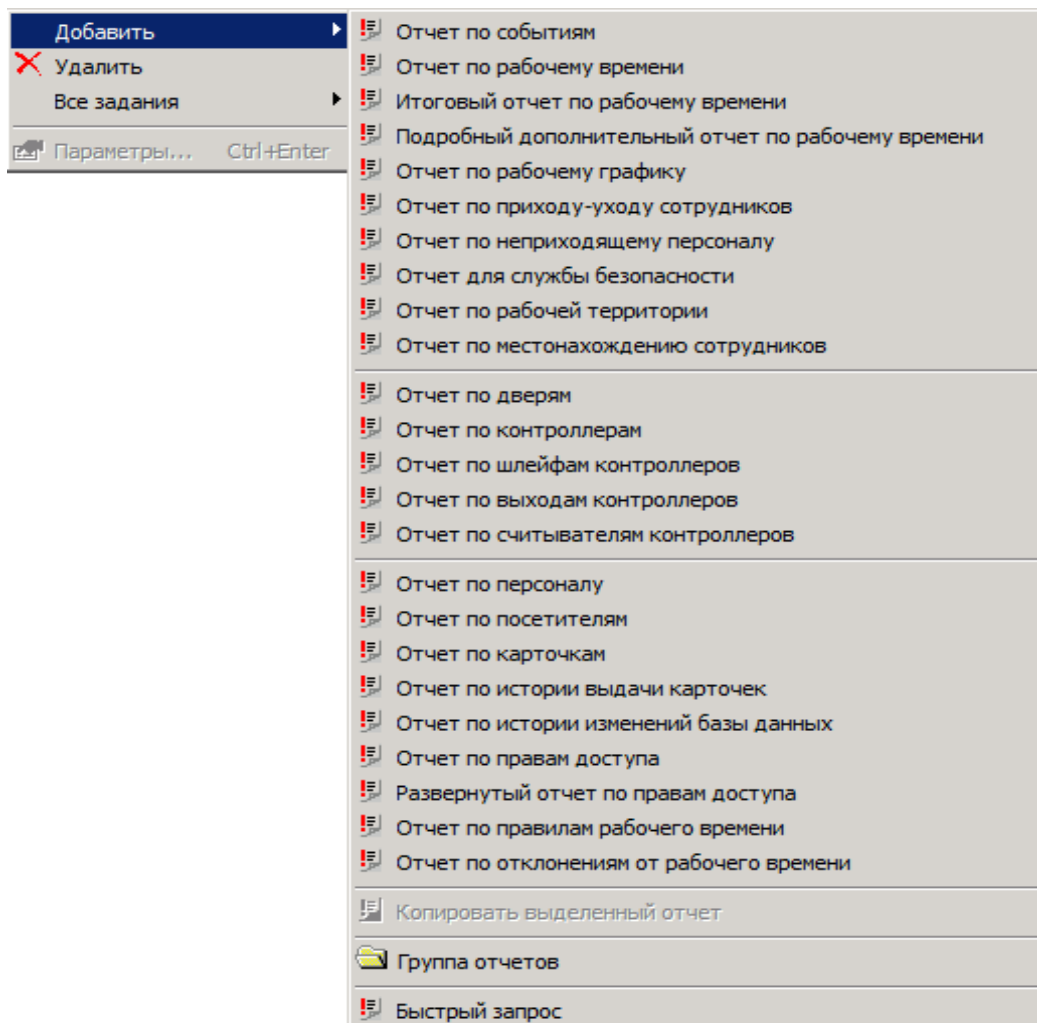 Добавить
Удалить
Все задания
Параметры... Ctrl+Enter
Отчет по событиям
Отчет по рабочему времени
Итоговый отчет по рабочему времени
Подробный дополнительный отчет по рабочему времени
Отчет по рабочему графику
Отчет по приходу-уходу сотрудников
Отчет по неприходящему персоналу
Отчет для службы безопасности
Отчет по рабочей территории
Отчет по местонахождению сотрудников
Отчет по дверям
Отчет по контроллерам
Отчет по шлейфам контроллеров
Отчет по выходам контроллеров
Отчет по считывателям контроллеров
Отчет по персоналу
Отчет по посетителям
Отчет по карточкам
Отчет по истории выдачи карточек
Отчет по истории изменений базы данных
Отчет по правам доступа
Развернутый отчет по правам доступа
Отчет по правилам рабочего времени
Отчет по отклонениям от рабочего времени
Копировать выделенный отчет
Группа отчетов
Быстрый запрос